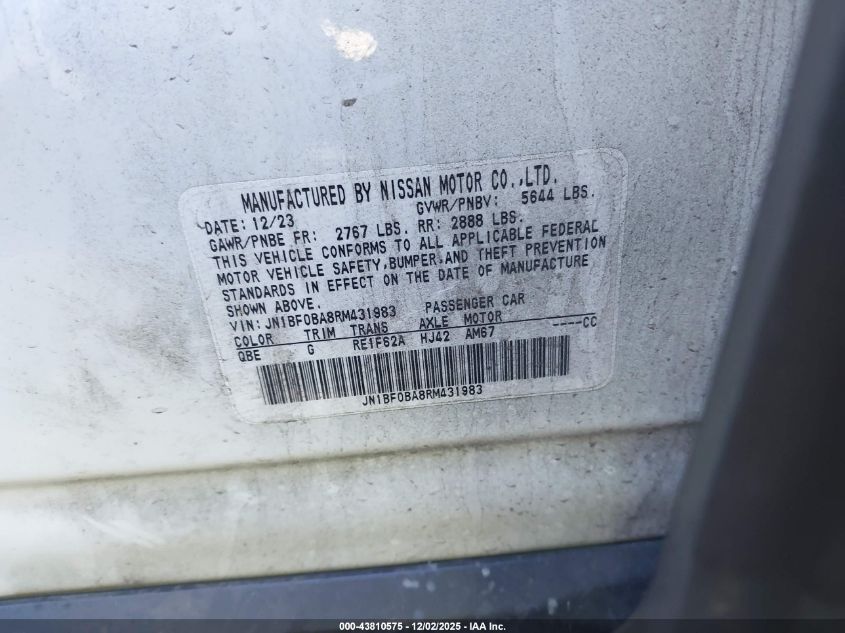 MANUFACTURED BY NISSAN MOTOR CO.,LTD.
DATE: 12/23 GVWR/PNBV: 5644 LBS.
GAWR/PNBE FR: 2767 LBS. RR: 2888 LBS.
THIS VEHICLE CONFORMS TO ALL APPLICABLE FEDERAL
MOTOR VEHICLE SAFETY,BUMPER,AND THEFT PREVENTION
STANDARDS IN EFFECT ON THE DATE OF MANUFACTURE
SHOWN ABOVE.
VIN: JN1BF0BA8RM431983 PASSENGER CAR
COLOR TRIM TRANS AXLE MOTOR
QBE G RE1F62A HJ42 AM67 ----CC
JN1BF0BA8RM431983
000-43810575 - 12/02/2025 - IAA Inc.